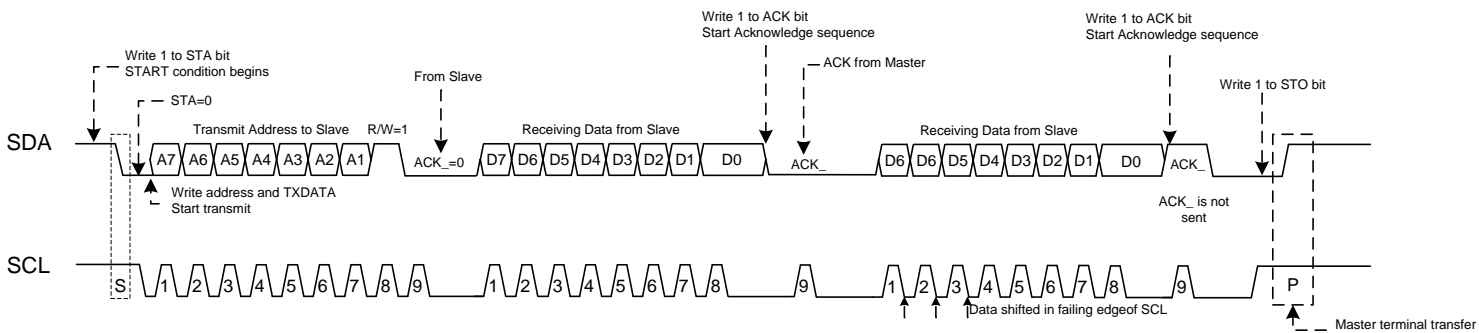 Write 1 to STA bit
START condition begins
STA=0
From Slave
Write 1 to ACK bit
Start Acknowledge sequence
ACK from Master
Write 1 to ACK bit
Start Acknowledge sequence
Write 1 to STO bit
Transmit Address to Slave
R/W=1
Receiving Data from Slave
Receiving Data from Slave
SDA
A7 A6 A5 A4 A3 A2 A1
ACK_=0
D7 D6 D5 D4 D3 D2 D1 D0
ACK_
D6 D6 D5 D4 D3 D2 D1 D0
ACK_
Write address and TXDATA
Start transmit
ACK_ is not
sent
SCL
S
1 2 3 4 5 6 7 8 9
1 2 3 4 5 6 7 8
9
1 2 3 4 5 6 7 8
9
P
Data shifted in failing edgeof SCL
Master terminal transfer